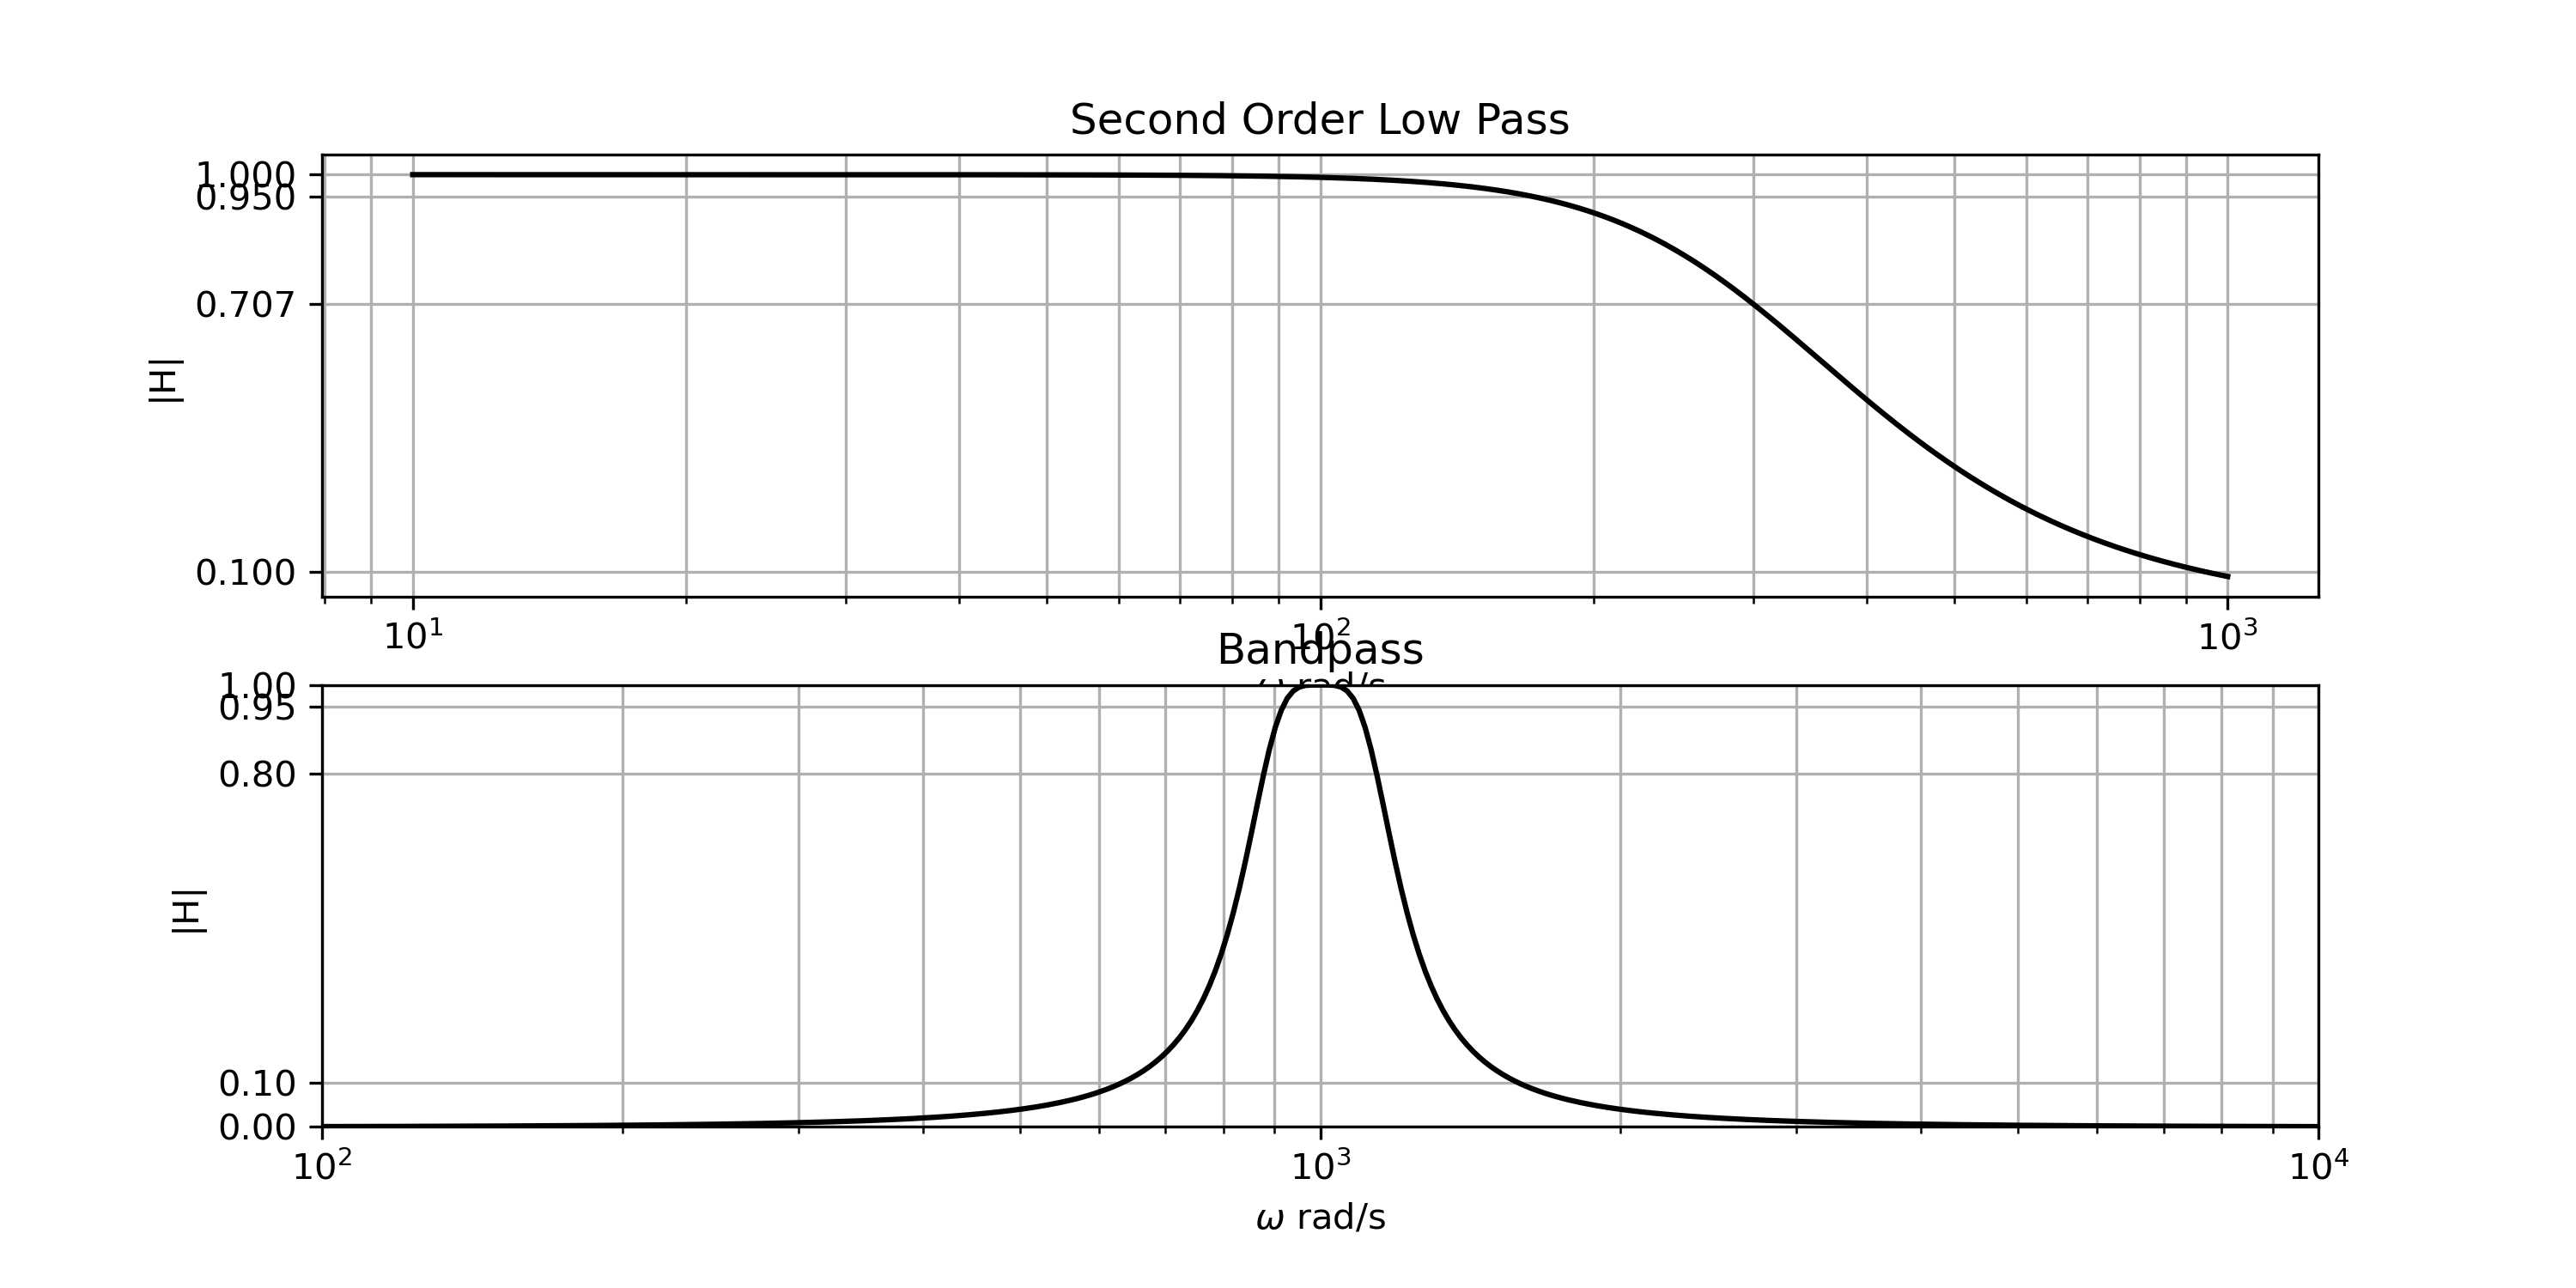 Second Order Low Pass
1.000
0.950
0.707
|H|
0.100
10¹ 10² 10³
ω rad/s
Bandpass
1.00
0.95
0.80
|H|
0.10
0.00
10² 10³ 10⁴
ω rad/s